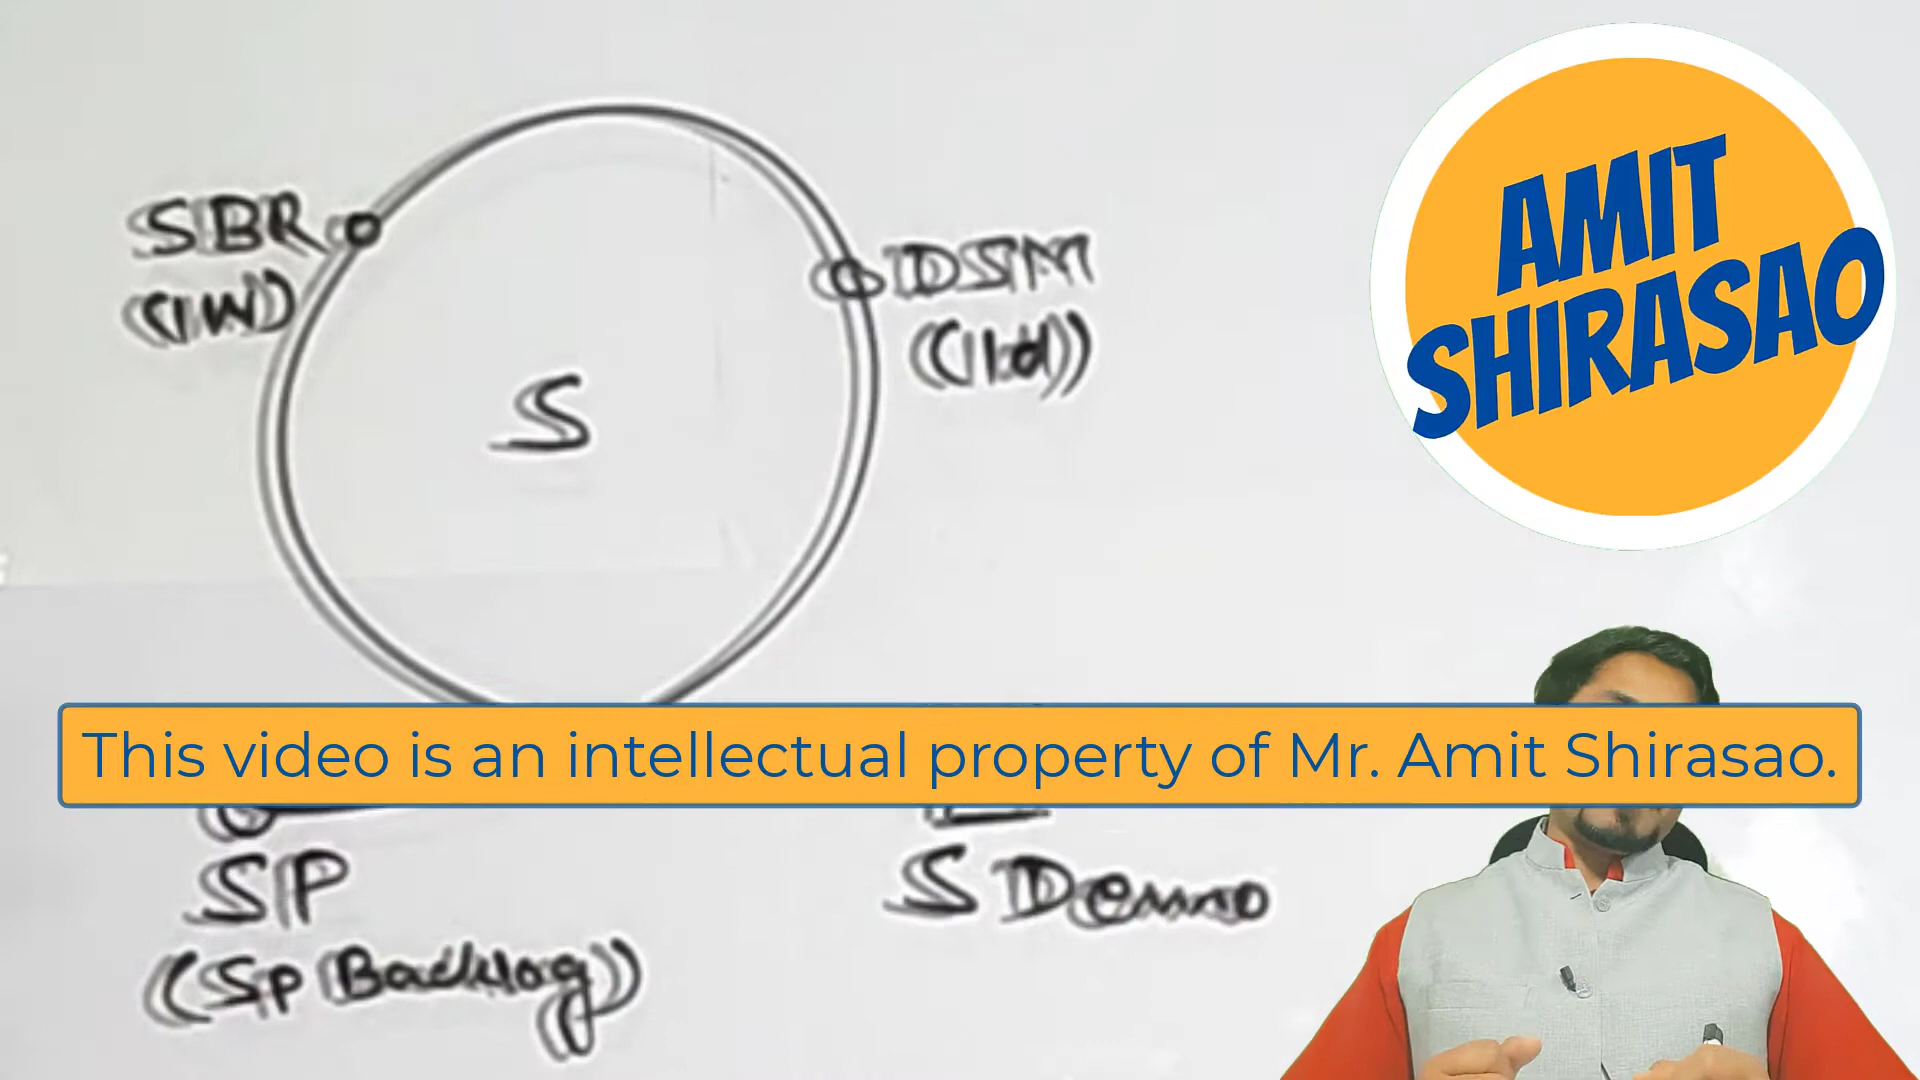 SBR
(1W)
DSM
(1d)
S
AMIT
SHIRASAO
This video is an intellectual property of Mr. Amit Shirasao.
SP
(Sp Backlog)
S Demo